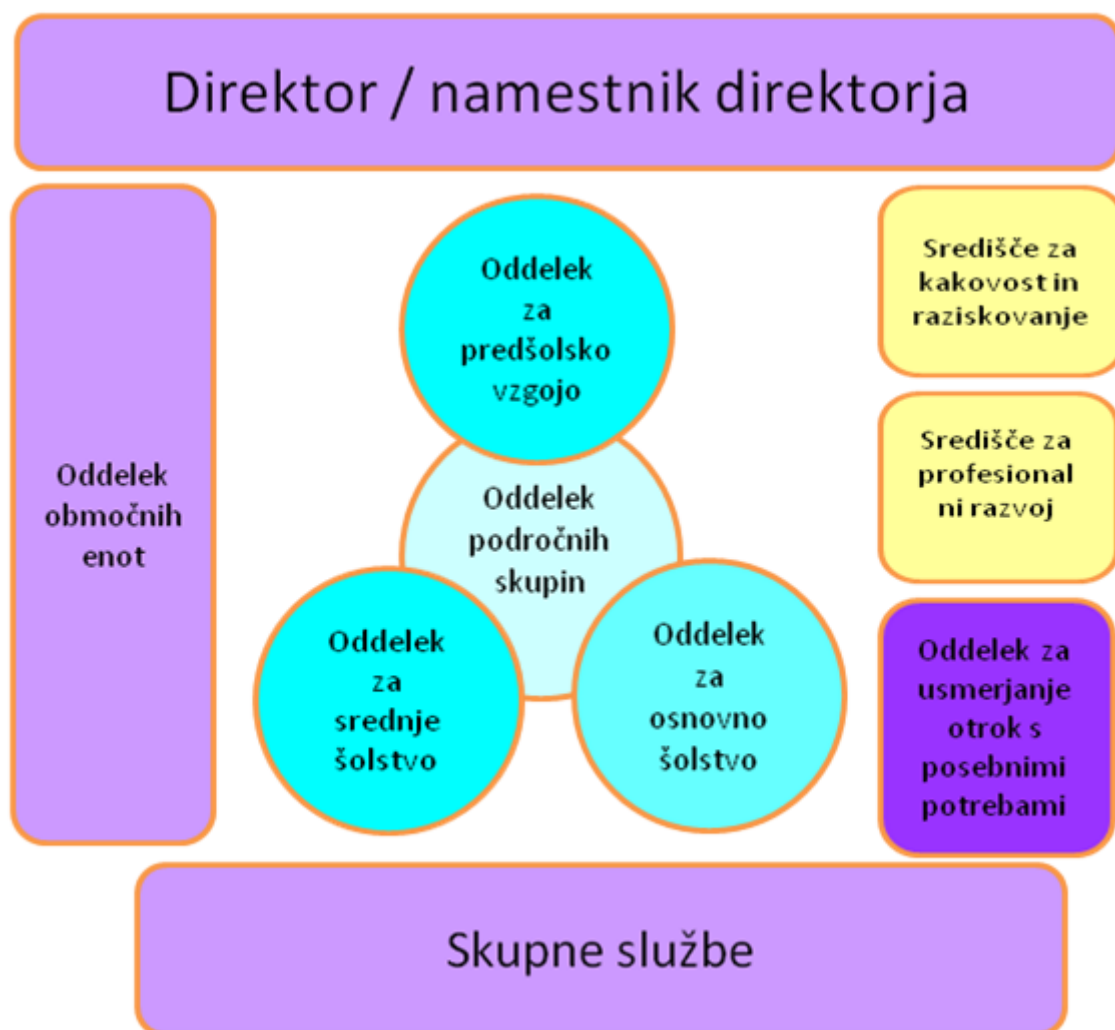 Direktor / namestnik direktorja
Oddelek
območnih
enot
Oddelek
za
predšolsko
vzgojo
Oddelek
področnih
skupin
Oddelek
za
srednje
šolstvo
Oddelek
za
osnovno
šolstvo
Središče za
kakovost in
raziskovanje
Središče za
profesional
ni razvoj
Oddelek za
usmerjanje
otrok s
posebnimi
potrebami
Skupne službe